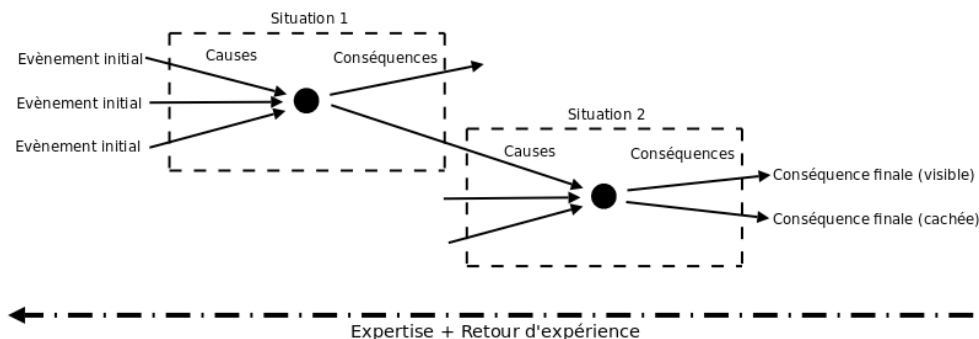 Situation 1
Evènement initial
Causes
Conséquences
Evènement initial
Evènement initial
Situation 2
Causes
Conséquences
Conséquence finale (visible)
Conséquence finale (cachée)
Expertise + Retour d'expérience